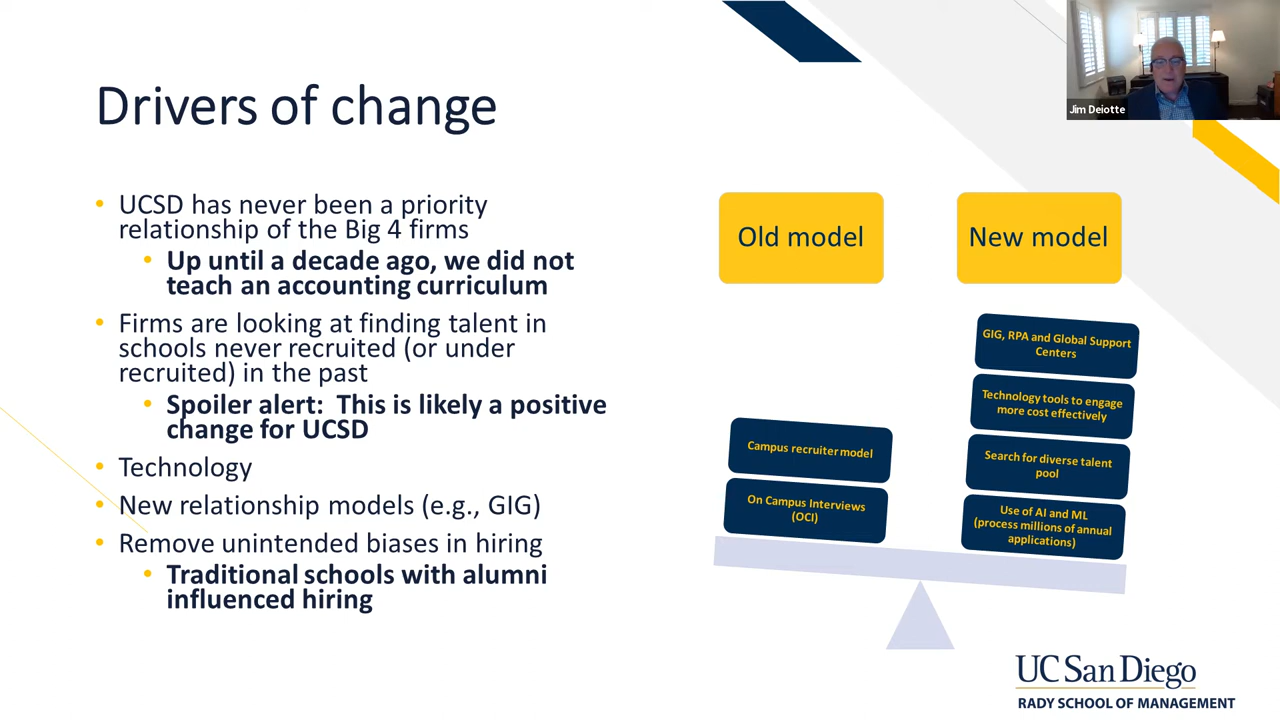 Jim Deiotte
Drivers of change
UCSD has never been a priority
relationship of the Big 4 firms
Up until a decade ago, we did not
teach an accounting curriculum
Firms are looking at finding talent in
schools never recruited (or under
recruited) in the past
Spoiler alert:  This is likely a positive
change for UCSD
Technology
New relationship models (e.g., GIG)
Remove unintended biases in hiring
Traditional schools with alumni
influenced hiring
Old model
Campus recruiter model
On Campus Interviews
(OCI)
New model
GIG, RPA and Global Support
Centers
Technology tools to engage
more cost effectively
Search for diverse talent
pool
Use of AI and ML
(process millions of annual
applications)
UC San Diego
RADY SCHOOL OF MANAGEMENT